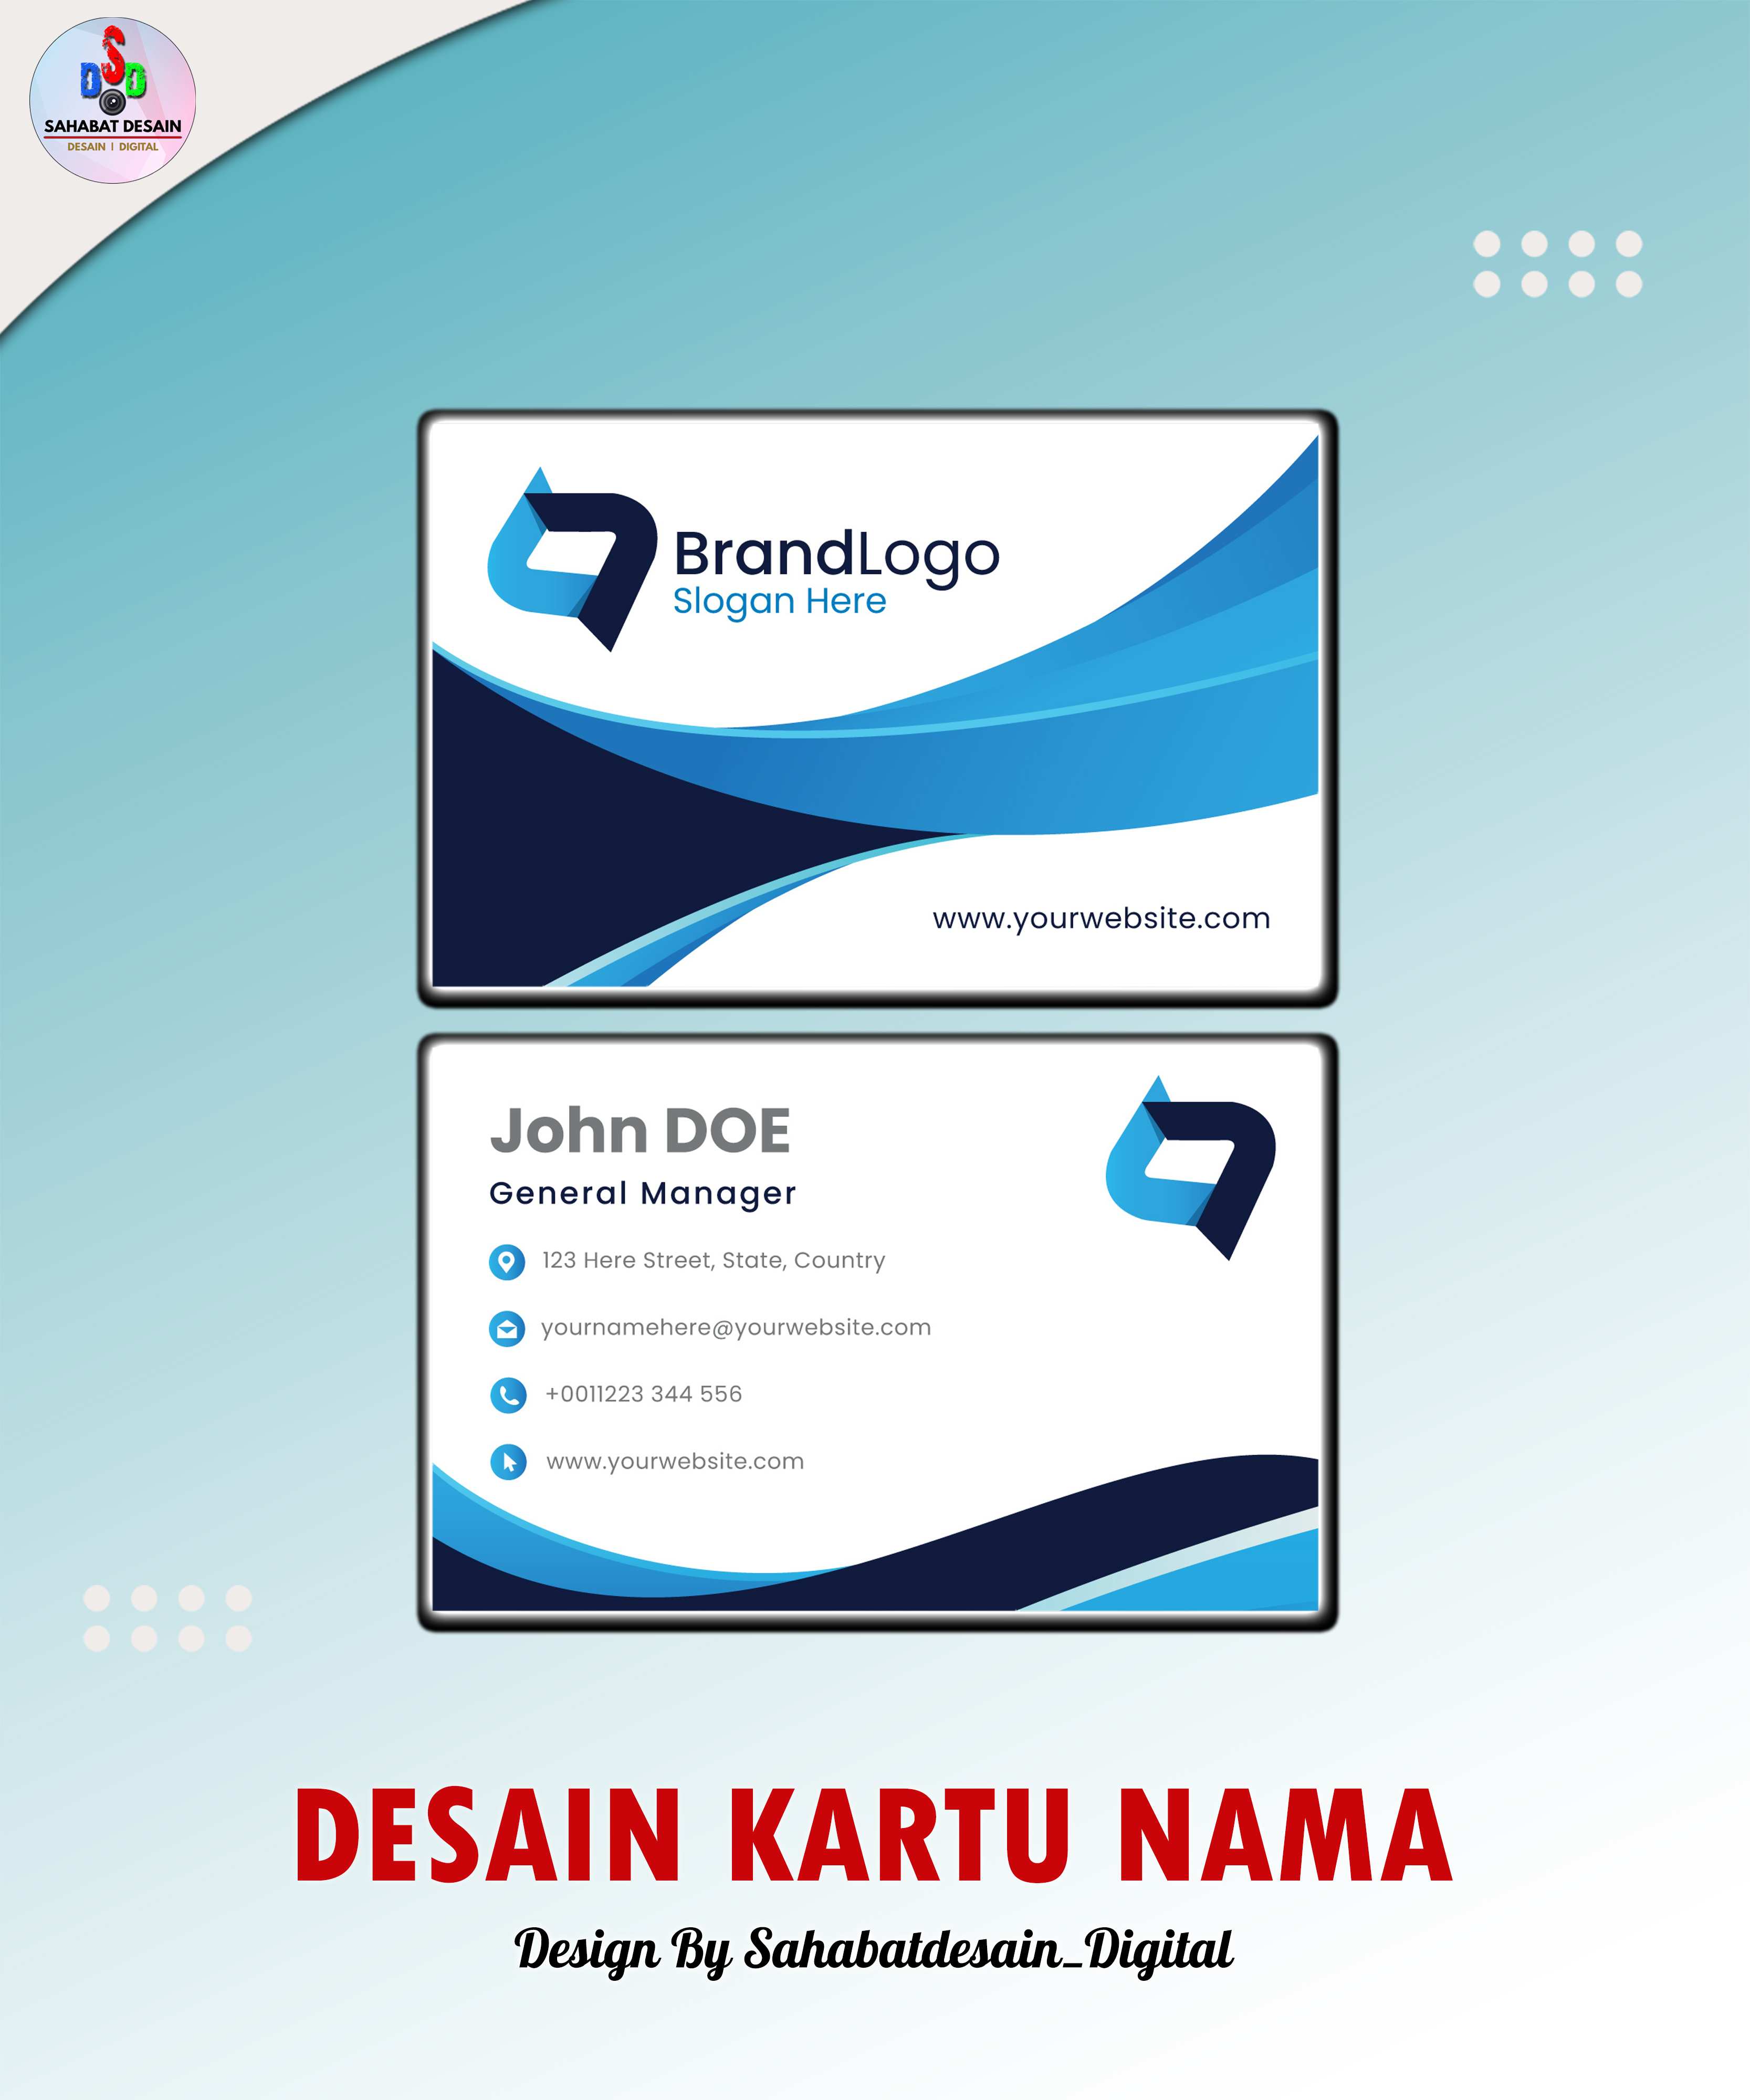 DSD
SAHABAT DESAIN
DESAIN | DIGITAL
BrandLogo
Slogan Here
www.yourwebsite.com
John DOE
General Manager
123 Here Street, State, Country
yournamehere@yourwebsite.com
+0011223 344 556
www.yourwebsite.com
DESAIN KARTU NAMA
Design By Sahabatdesain_Digital